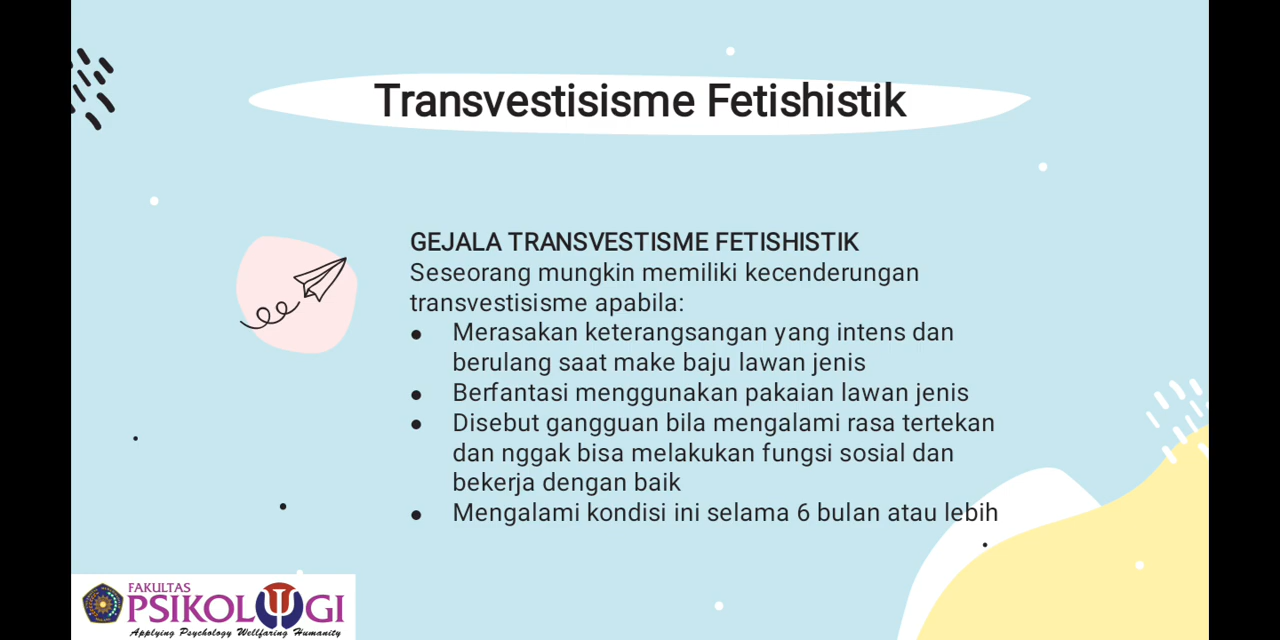 Transvestisisme Fetishistik
GEJALA TRANSVESTISME FETISHISTIK
Seseorang mungkin memiliki kecenderungan
transvestisisme apabila:
● Merasakan keterangsangan yang intens dan
berulang saat make baju lawan jenis
● Berfantasi menggunakan pakaian lawan jenis
● Disebut gangguan bila mengalami rasa tertekan
dan nggak bisa melakukan fungsi sosial dan
bekerja dengan baik
● Mengalami kondisi ini selama 6 bulan atau lebih
FAKULTAS
PSIKOLOGI
Applying Psychology Wellfaring Humanity